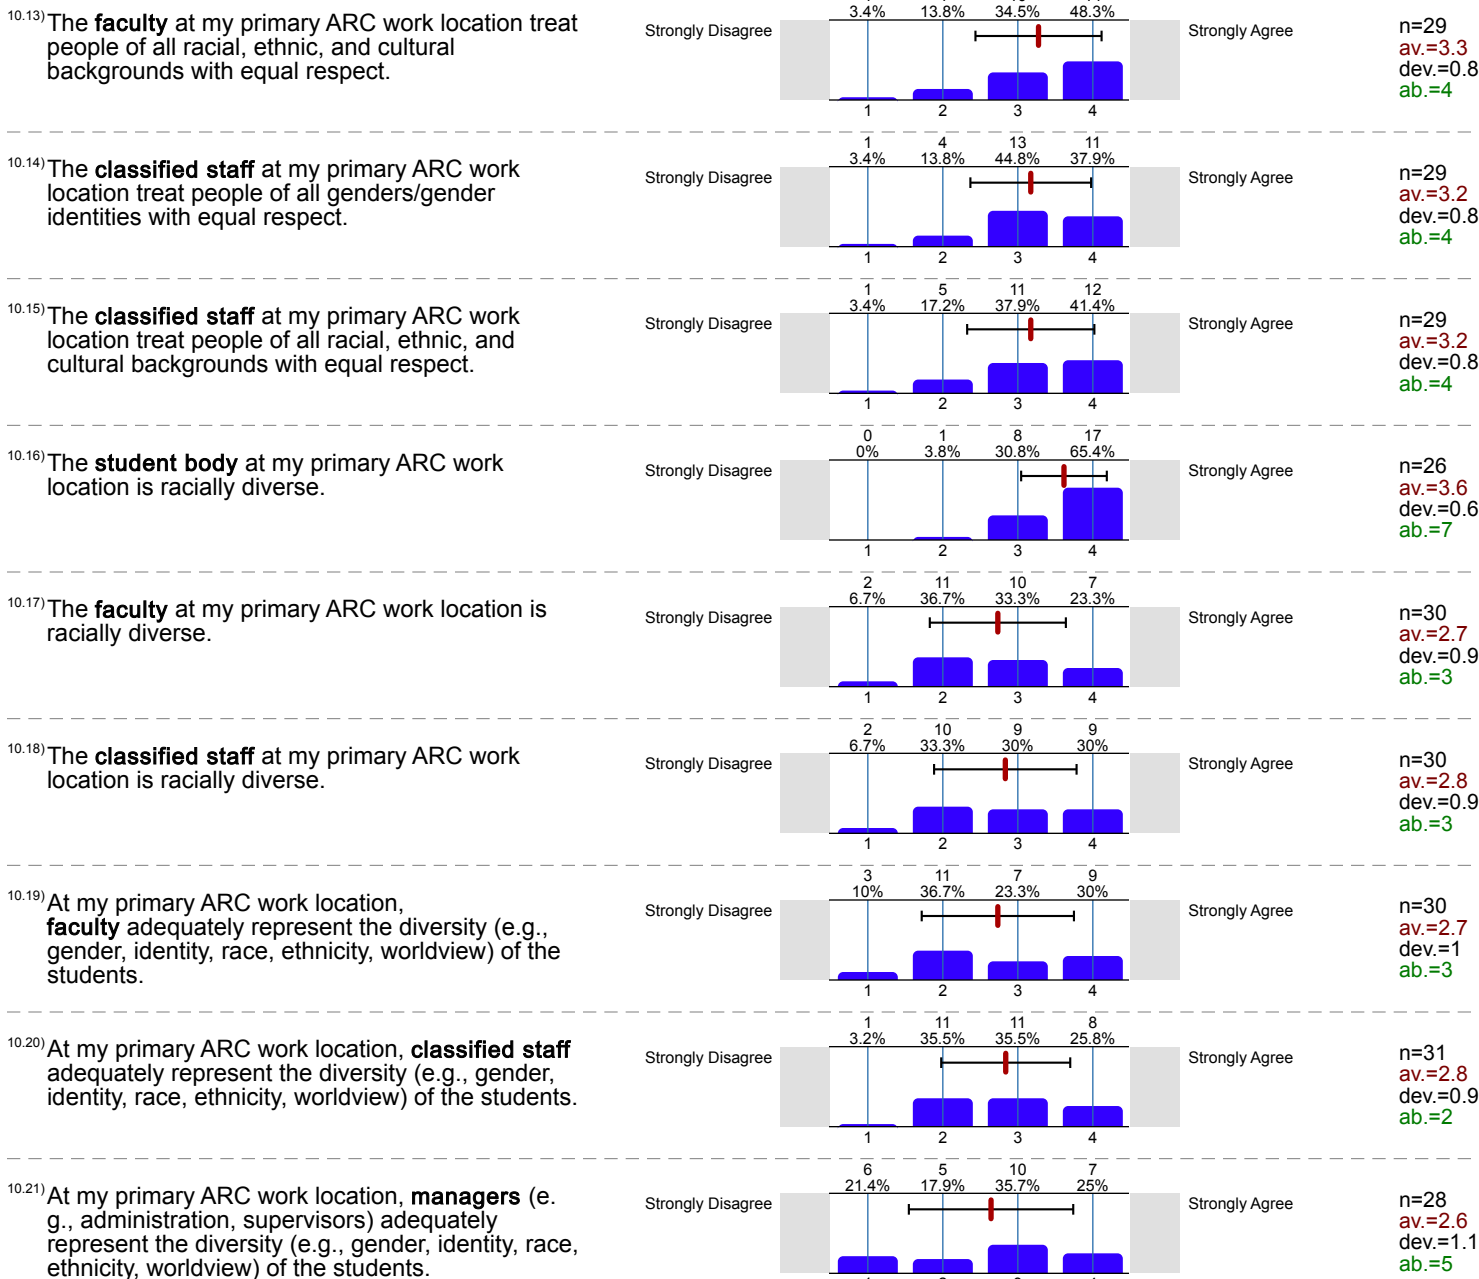 3.4% 13.8% 34.5% 48.3%
10.13) The faculty at my primary ARC work location treat
people of all racial, ethnic, and cultural
backgrounds with equal respect.
Strongly Disagree
Strongly Agree
n=29
av.=3.3
dev.=0.8
ab.=4
1 2 3 4
1 4 13 11
3.4% 13.8% 44.8% 37.9%
10.14) The classified staff at my primary ARC work
location treat people of all genders/gender
identities with equal respect.
Strongly Disagree
Strongly Agree
n=29
av.=3.2
dev.=0.8
ab.=4
1 2 3 4
1 5 11 12
3.4% 17.2% 37.9% 41.4%
10.15) The classified staff at my primary ARC work
location treat people of all racial, ethnic, and
cultural backgrounds with equal respect.
Strongly Disagree
Strongly Agree
n=29
av.=3.2
dev.=0.8
ab.=4
1 2 3 4
0 1 8 17
0% 3.8% 30.8% 65.4%
10.16) The student body at my primary ARC work
location is racially diverse.
Strongly Disagree
Strongly Agree
n=26
av.=3.6
dev.=0.6
ab.=7
1 2 3 4
2 11 10 7
6.7% 36.7% 33.3% 23.3%
10.17) The faculty at my primary ARC work location is
racially diverse.
Strongly Disagree
Strongly Agree
n=30
av.=2.7
dev.=0.9
ab.=3
1 2 3 4
2 10 9 9
6.7% 33.3% 30% 30%
10.18) The classified staff at my primary ARC work
location is racially diverse.
Strongly Disagree
Strongly Agree
n=30
av.=2.8
dev.=0.9
ab.=3
1 2 3 4
3 11 7 9
10% 36.7% 23.3% 30%
10.19) At my primary ARC work location,
faculty adequately represent the diversity (e.g.,
gender, identity, race, ethnicity, worldview) of the
students.
Strongly Disagree
Strongly Agree
n=30
av.=2.7
dev.=1
ab.=3
1 2 3 4
1 11 11 8
3.2% 35.5% 35.5% 25.8%
10.20) At my primary ARC work location, classified staff
adequately represent the diversity (e.g., gender,
identity, race, ethnicity, worldview) of the students.
Strongly Disagree
Strongly Agree
n=31
av.=2.8
dev.=0.9
ab.=2
1 2 3 4
6 5 10 7
21.4% 17.9% 35.7% 25%
10.21) At my primary ARC work location, managers (e.
g., administration, supervisors) adequately
represent the diversity (e.g., gender, identity, race,
ethnicity, worldview) of the students.
Strongly Disagree
Strongly Agree
n=28
av.=2.6
dev.=1.1
ab.=5